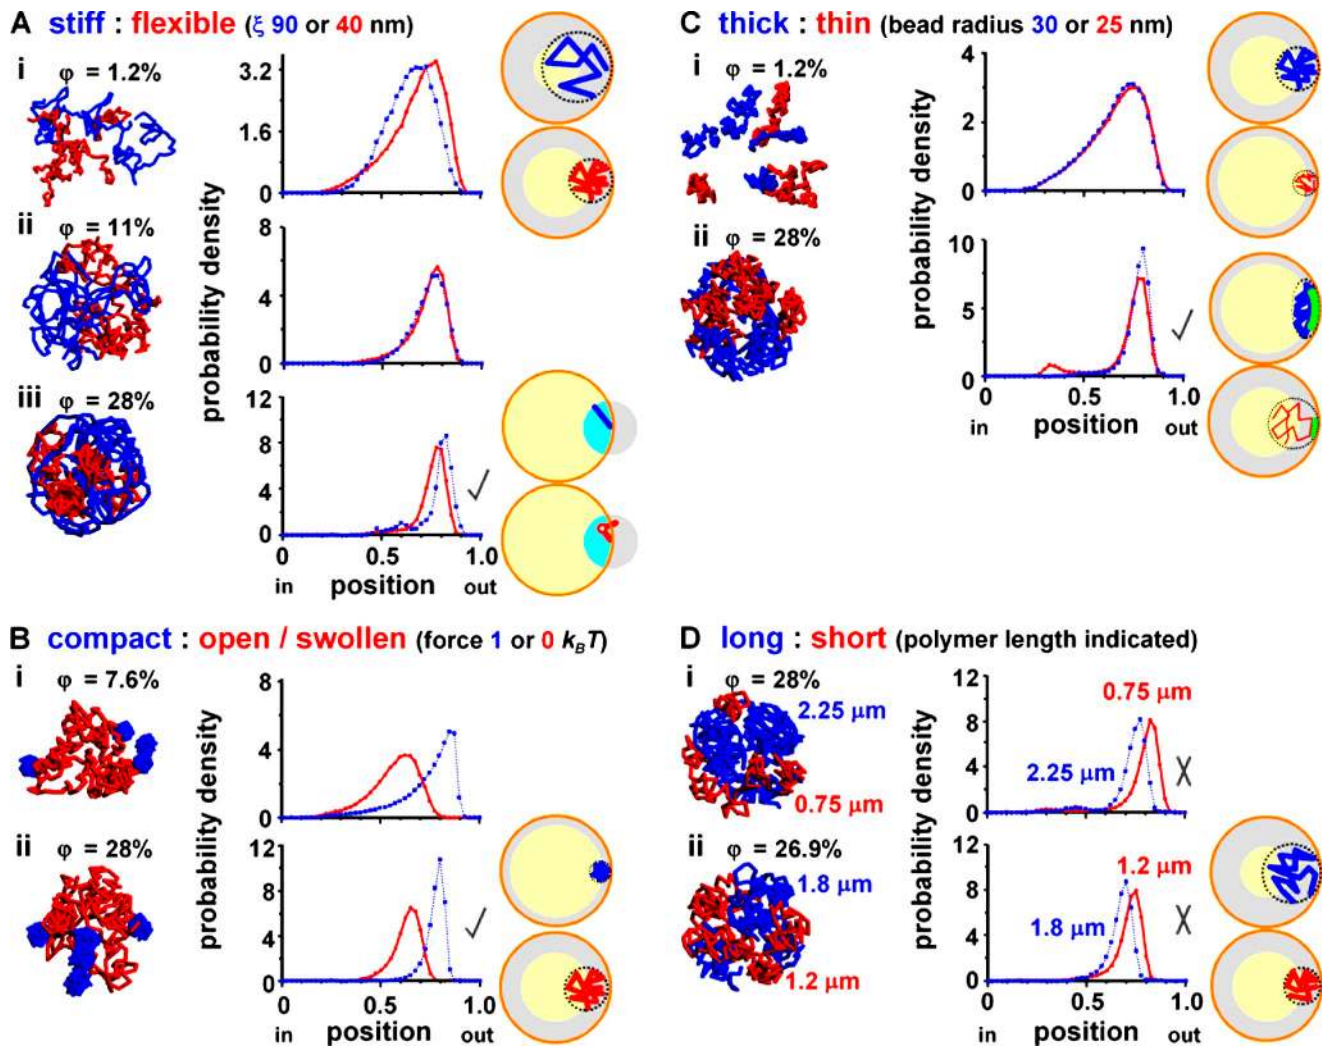 A stiff : flexible (ξ 90 or 40 nm)
i φ = 1.2%
3.2
1.6
0
ii φ = 11%
8
4
0
iii φ = 28%
12
8
4
0
probability density
0 0.5 1.0
in position out
B compact : open / swollen (force 1 or 0 kBT)
i φ = 7.6%
8
4
0
ii φ = 28%
12
8
4
0
probability density
0 0.5 1.0
in position out
C thick : thin (bead radius 30 or 25 nm)
i φ = 1.2%
4
2
0
ii φ = 28%
10
5
0
probability density
0 0.5 1.0
in position out
D long : short (polymer length indicated)
i φ = 28%
2.25 μm
0.75 μm
12
8
4
0
0.75 μm
2.25 μm
X
ii φ = 26.9%
1.8 μm
1.2 μm
12
8
4
0
1.2 μm
1.8 μm
X
probability density
0 0.5 1.0
in position out